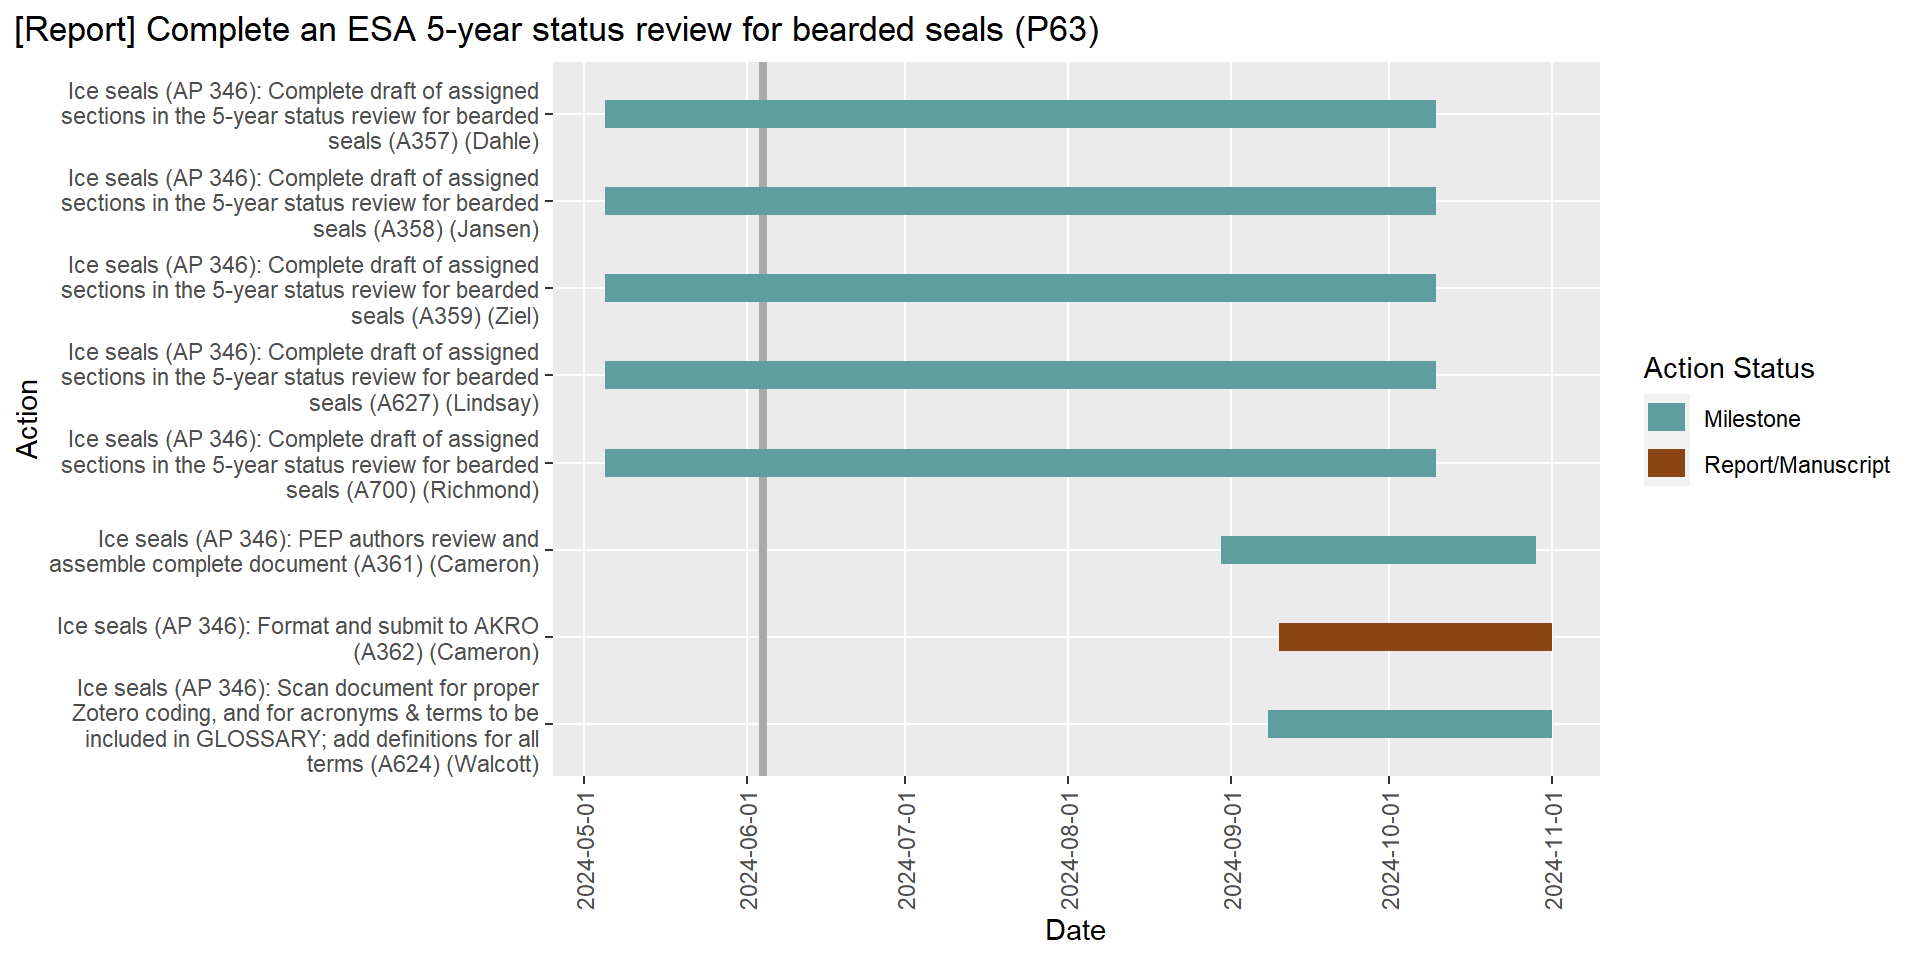 [Report] Complete an ESA 5-year status review for bearded seals (P63)
Ice seals (AP 346): Complete draft of assigned
sections in the 5-year status review for bearded
seals (A357) (Dahle)
Ice seals (AP 346): Complete draft of assigned
sections in the 5-year status review for bearded
seals (A358) (Jansen)
Ice seals (AP 346): Complete draft of assigned
sections in the 5-year status review for bearded
seals (A359) (Ziel)
Ice seals (AP 346): Complete draft of assigned
sections in the 5-year status review for bearded
seals (A627) (Lindsay)
Ice seals (AP 346): Complete draft of assigned
sections in the 5-year status review for bearded
seals (A700) (Richmond)
Ice seals (AP 346): PEP authors review and
assemble complete document (A361) (Cameron)
Ice seals (AP 346): Format and submit to AKRO
(A362) (Cameron)
Ice seals (AP 346): Scan document for proper
Zotero coding, and for acronyms & terms to be
included in GLOSSARY; add definitions for all
terms (A624) (Walcott)
Action
2024-05-01
2024-06-01
2024-07-01
2024-08-01
2024-09-01
2024-10-01
2024-11-01
Date
Action Status
Milestone
Report/Manuscript